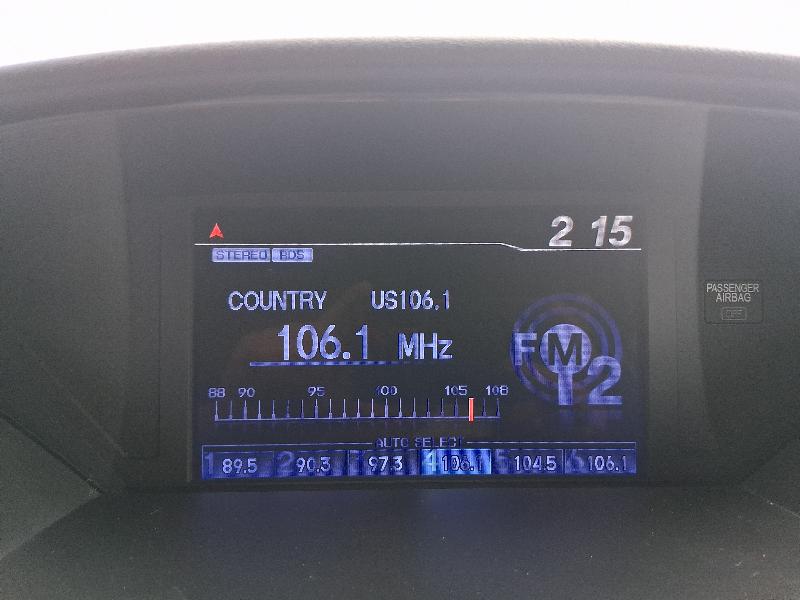 2 15
STEREO RDS
COUNTRY US106.1
106.1 MHz
FM 2
88 90 95 100 105 108
AUTO SELECT
1 89.5 2 90.3 3 97.3 4 106.1 5 104.5 6 106.1
PASSENGER
AIRBAG
OFF